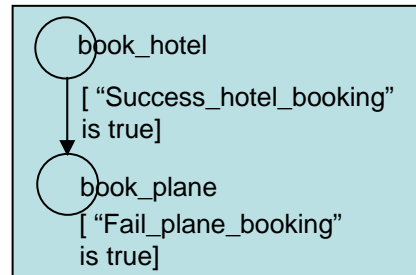 book_hotel
[ “Success_hotel_booking”
is true]
book_plane
[ “Fail_plane_booking”
is true]